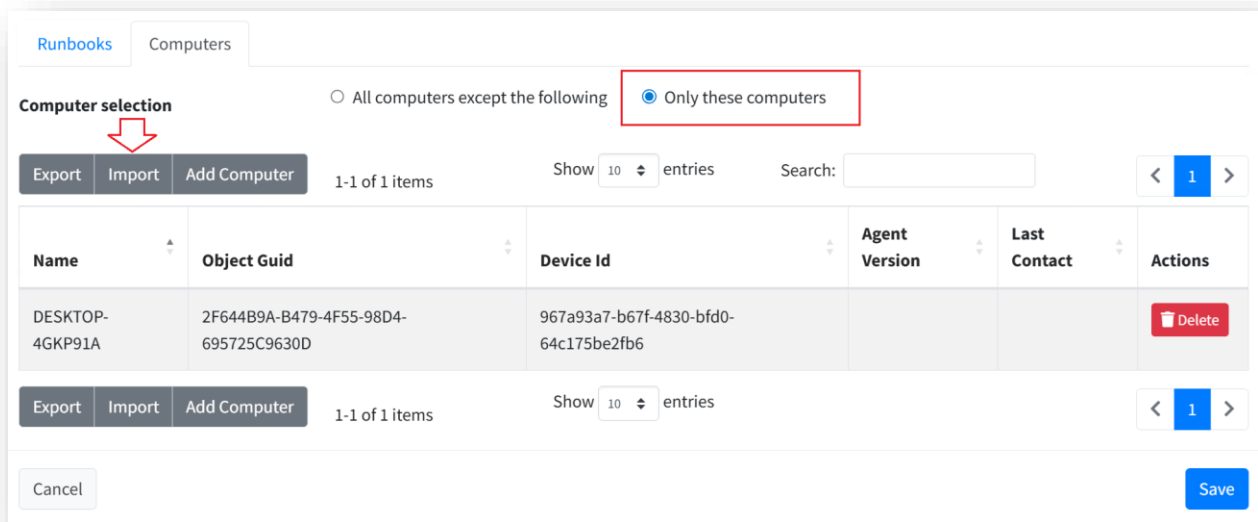 Runbooks Computers
Computer selection All computers except the following Only these computers
Export Import Add Computer 1-1 of 1 items Show 10 entries Search: 1
Name Object Guid Device Id Agent Version Last Contact Actions
DESKTOP- 2F644B9A-B479-4F55-98D4- 967a93a7-b67f-4830-bfd0- Delete
4GKP91A 695725C9630D 64c175be2fb6
Export Import Add Computer 1-1 of 1 items Show 10 entries 1
Cancel Save